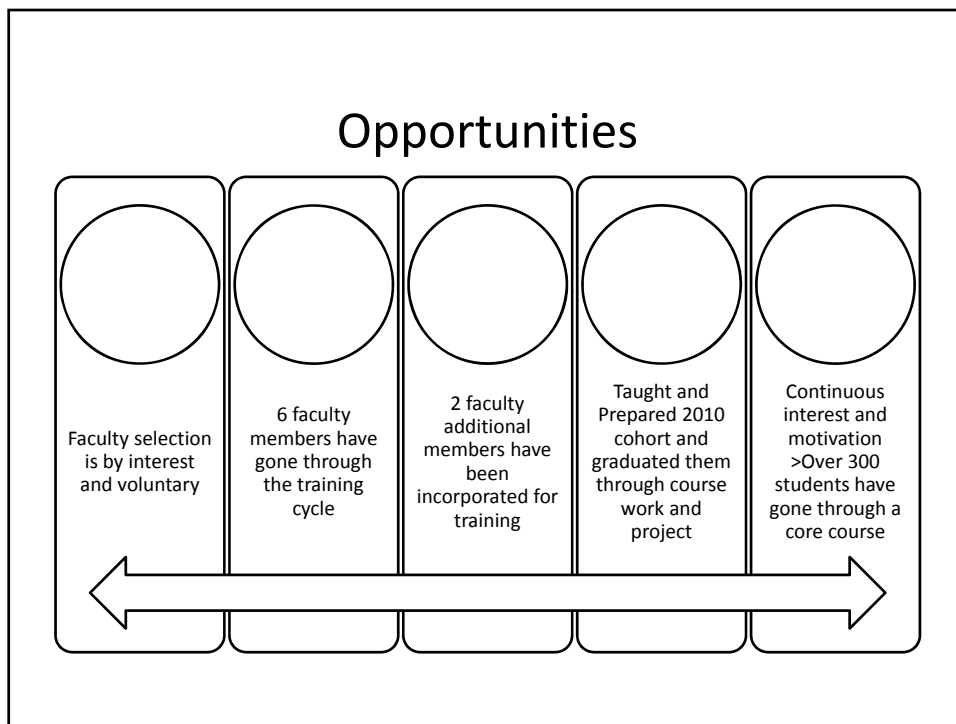 Opportunities
Faculty selection
is by interest
and voluntary
6 faculty
members have
gone through
the training
cycle
2 faculty
additional
members have
been
incorporated for
training
Taught and
Prepared 2010
cohort and
graduated them
through course
work and
project
Continuous
interest and
motivation
>Over 300
students have
gone through a
core course